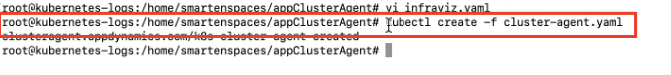 root@kubernetes-logs:/home/smartenspaces/appClusterAgent# vi infraviz.yaml
root@kubernetes-logs:/home/smartenspaces/appClusterAgent# kubectl create -f cluster-agent.yaml
clusteragent.appdynamics.com/k8s-cluster-agent created
root@kubernetes-logs:/home/smartenspaces/appClusterAgent#